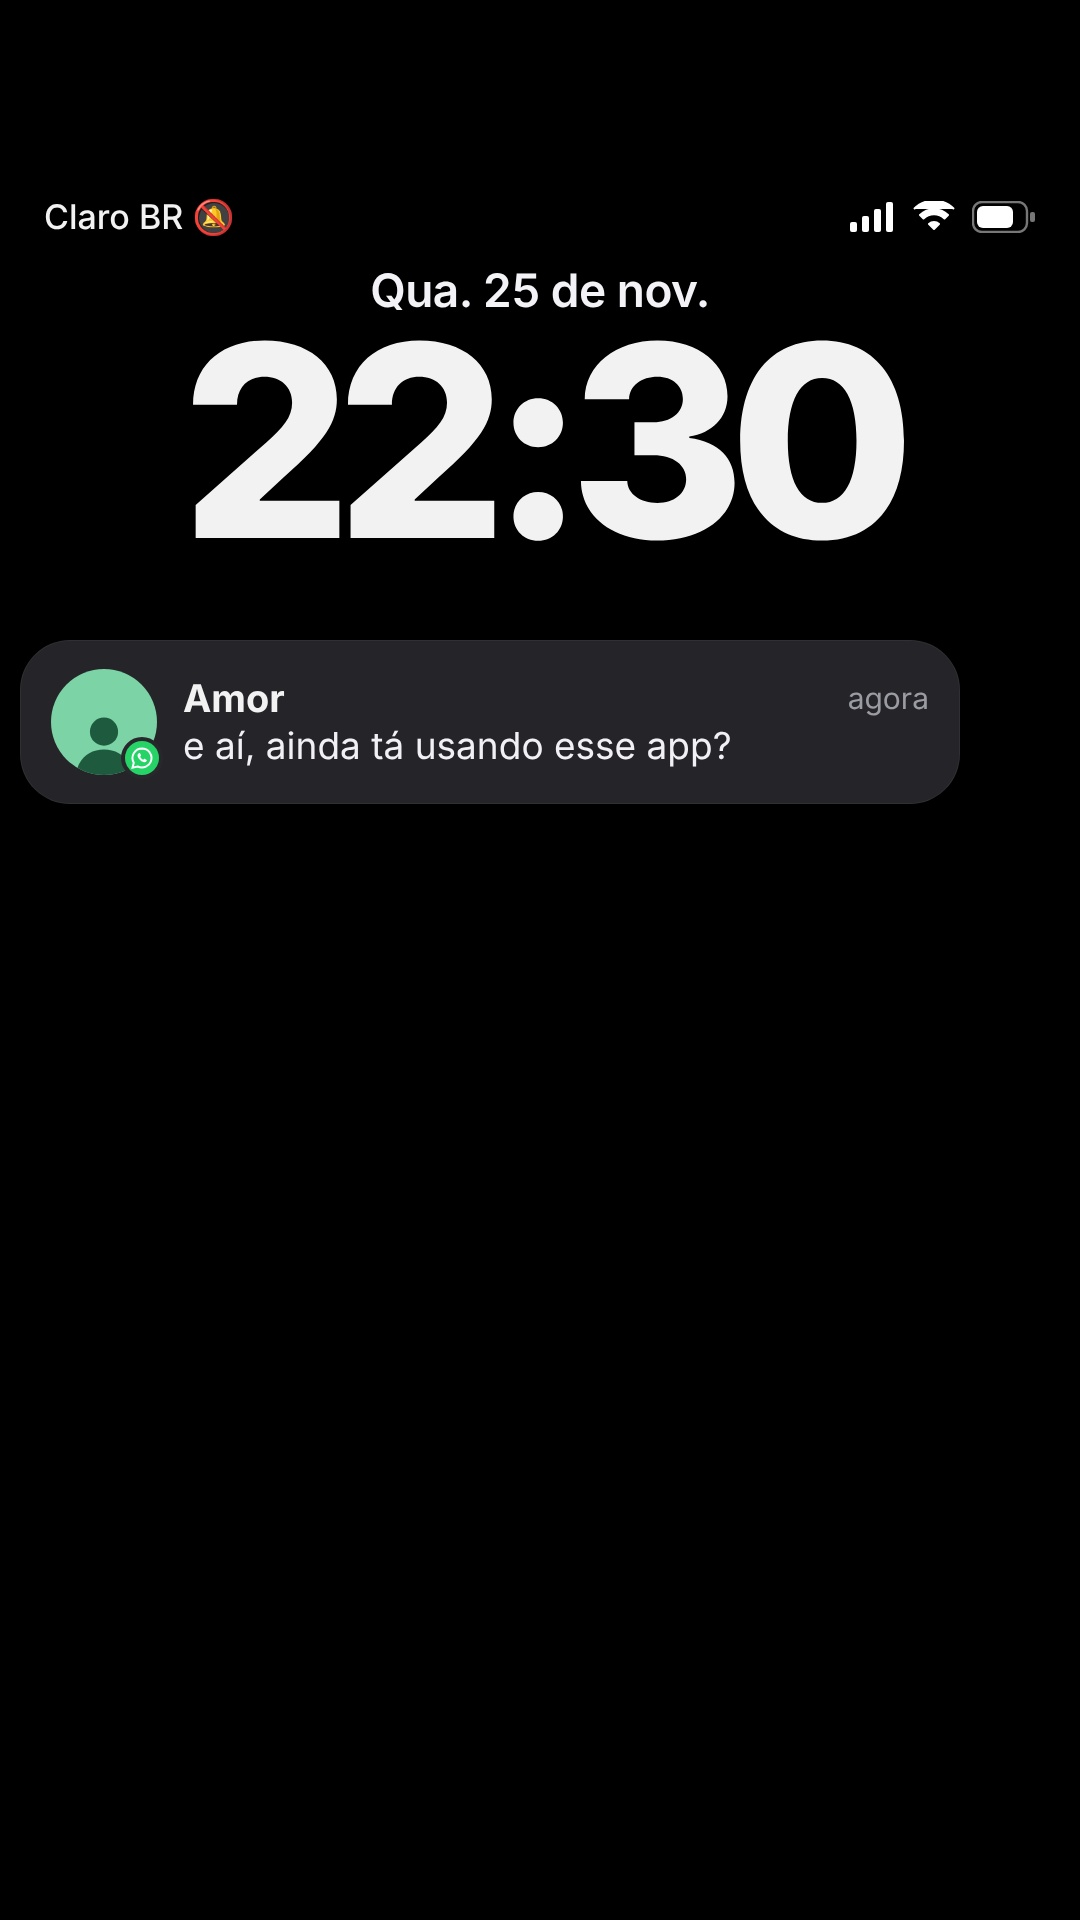 Claro BR 🔕
Qua. 25 de nov.
22:30
Amor
agora
e aí, ainda tá usando esse app?